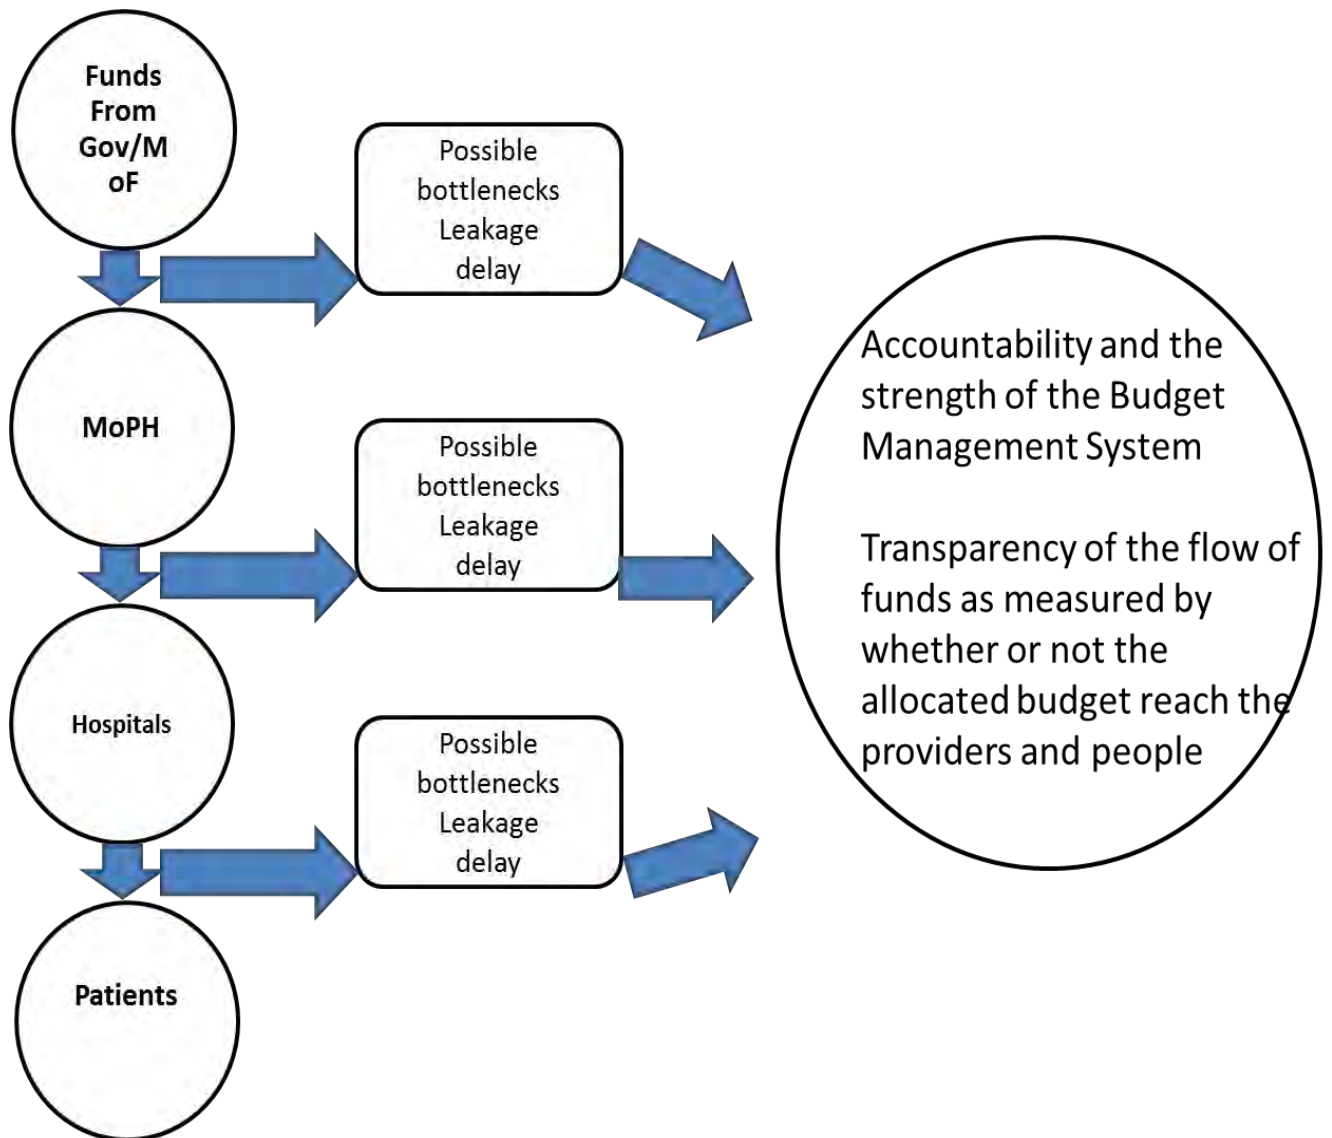 Funds
From
Gov/M
oF
Possible
bottlenecks
Leakage
delay
MoPH
Possible
bottlenecks
Leakage
delay
Hospitals
Possible
bottlenecks
Leakage
delay
Patients
Accountability and the
strength of the Budget
Management System
Transparency of the flow of
funds as measured by
whether or not the
allocated budget reach the
providers and people